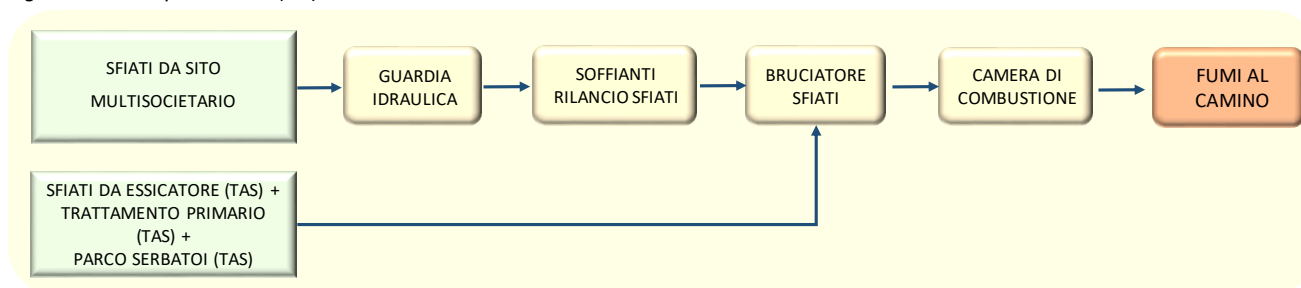 SFIATI DA SITO
MULTISOCIETARIO
GUARDIA
IDRAULICA
SOFFIANTI
RILANCIO SFIATI
BRUCIATORE
SFIATI
CAMERA DI
COMBUSTIONE
FUMI AL
CAMINO
SFIATI DA ESSICATORE (TAS) +
TRATTAMENTO PRIMARIO
(TAS) +
PARCO SERBATOI (TAS)